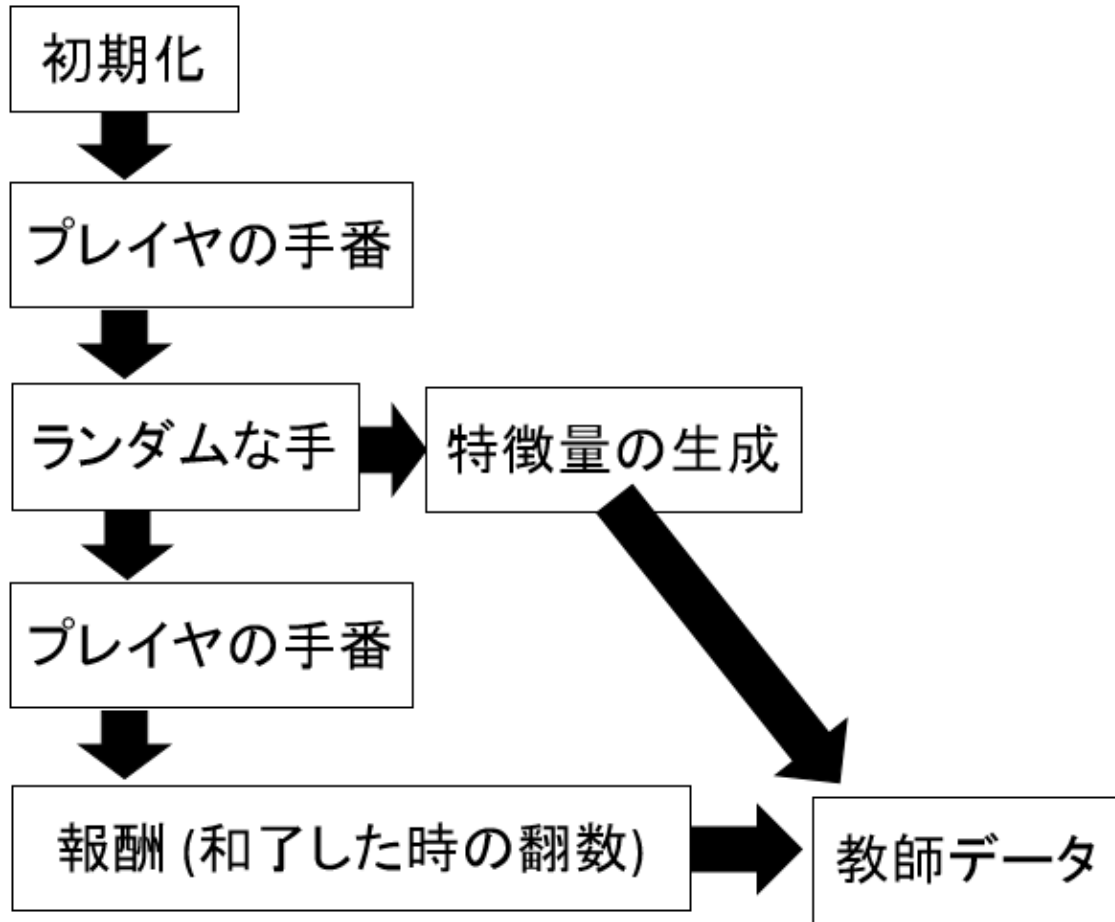 初期化
プレイヤの手番
ランダムな手
特徴量の生成
プレイヤの手番
報酬 (和了した時の翻数)
教師データ